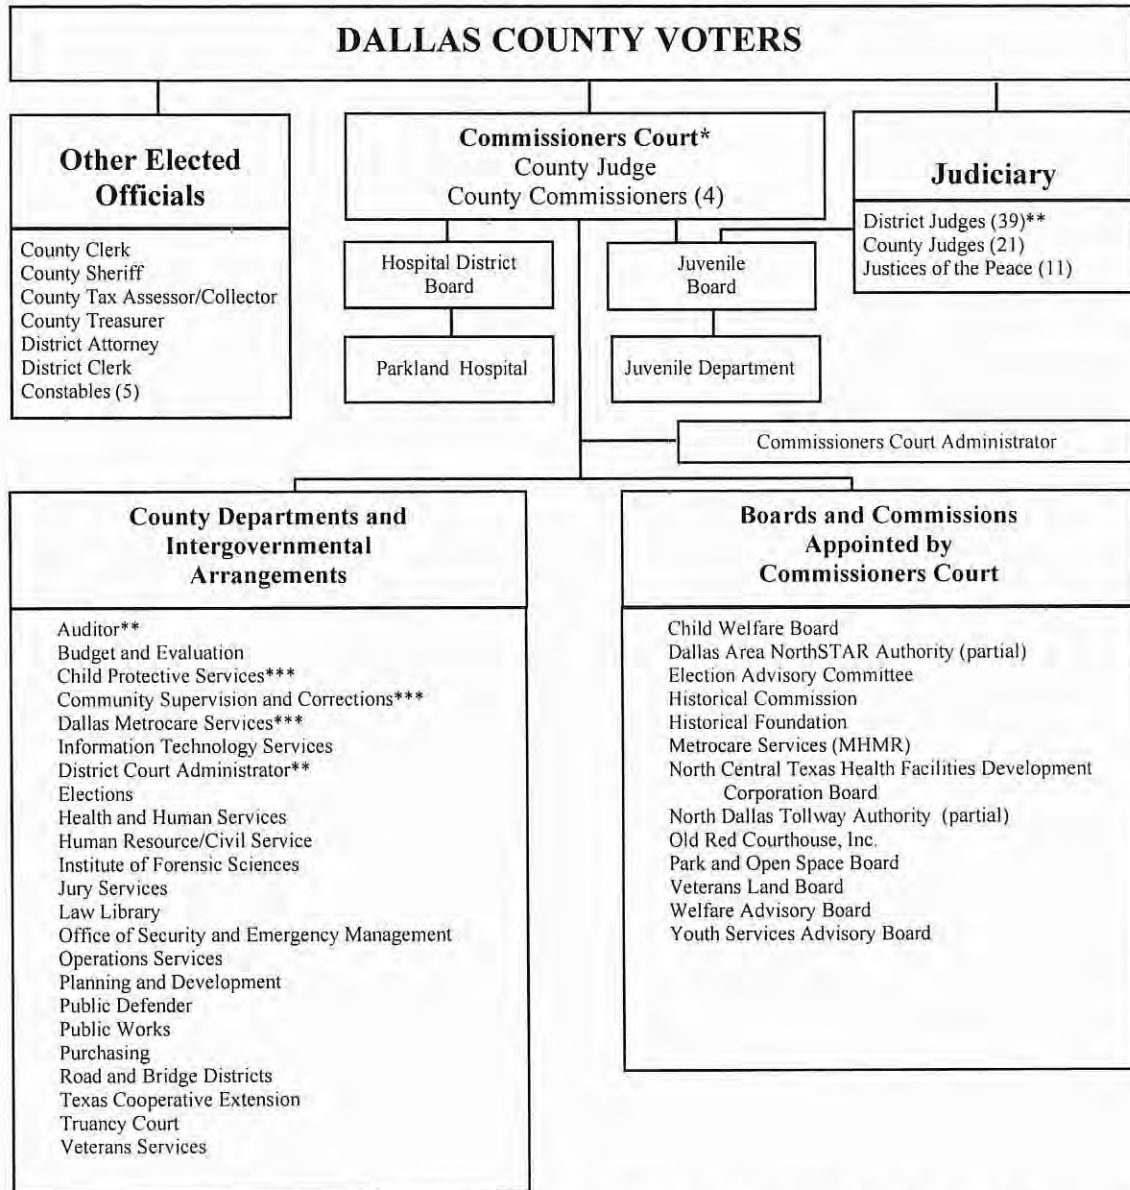 DALLAS COUNTY VOTERS
Other Elected
Officials
County Clerk
County Sheriff
County Tax Assessor/Collector
County Treasurer
District Attorney
District Clerk
Constables (5)
Commissioners Court*
County Judge
County Commissioners (4)
Judiciary
District Judges (39)**
County Judges (21)
Justices of the Peace (11)
Hospital District
Board
Juvenile
Board
Parkland Hospital
Juvenile Department
Commissioners Court Administrator
County Departments and
Intergovernmental
Arrangements
Auditor**
Budget and Evaluation
Child Protective Services***
Community Supervision and Corrections***
Dallas Metrocare Services***
Information Technology Services
District Court Administrator**
Elections
Health and Human Services
Human Resource/Civil Service
Institute of Forensic Sciences
Jury Services
Law Library
Office of Security and Emergency Management
Operations Services
Planning and Development
Public Defender
Public Works
Purchasing
Road and Bridge Districts
Texas Cooperative Extension
Truancy Court
Veterans Services
Boards and Commissions
Appointed by
Commissioners Court
Child Welfare Board
Dallas Area NorthSTAR Authority (partial)
Election Advisory Committee
Historical Commission
Historical Foundation
Metrocare Services (MHMR)
North Central Texas Health Facilities Development
Corporation Board
North Dallas Tollway Authority (partial)
Old Red Courthouse, Inc.
Park and Open Space Board
Veterans Land Board
Welfare Advisory Board
Youth Services Advisory Board